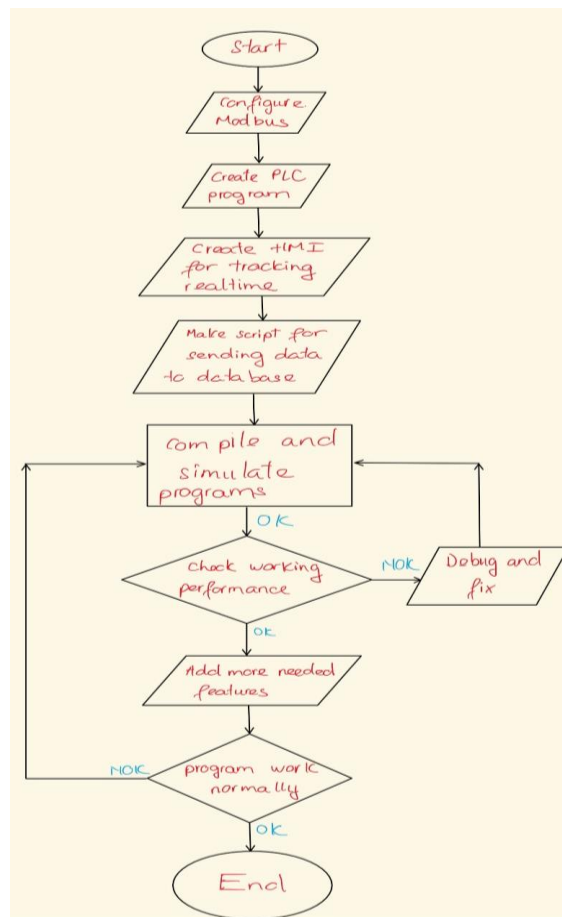 Start
Configure
Modbus
Create PLC
program
Create HMI
for tracking
realtime
Make script for
sending data
to database
Compile and
simulate
programs
OK
Check working
performance
NOK
Debug and
fix
OK
Add more needed
features
NOK
program work
normally
OK
End